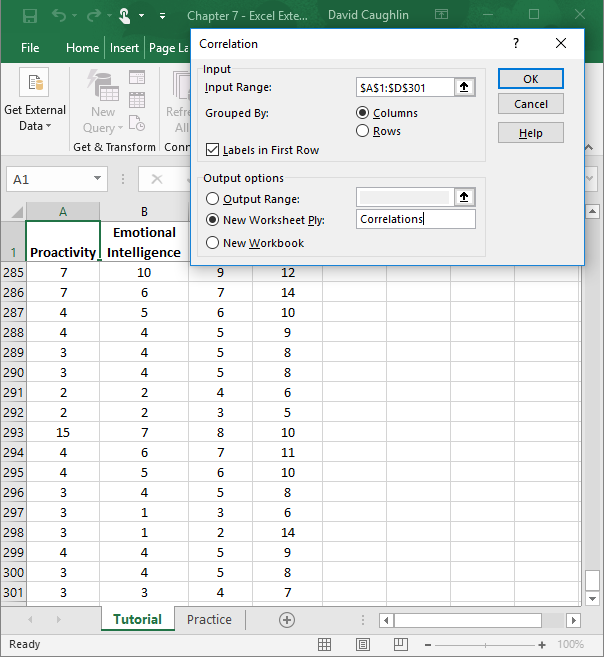 Chapter 7 - Excel Exte... David Caughlin
File Home Insert Page La
Get External Data
New Query
Refre All
Get & Transform Conn
A1
A B
1 Proactivity Emotional Intelligence
285 7 10 9 12
286 7 6 7 14
287 4 5 6 10
288 4 4 5 9
289 3 4 5 8
290 3 4 5 8
291 2 2 4 6
292 2 2 3 5
293 15 7 8 10
294 4 6 7 11
295 4 5 6 10
296 3 4 5 8
297 3 1 3 6
298 3 1 2 14
299 4 4 5 9
300 3 4 5 8
301 3 3 4 7
Tutorial Practice
Ready 100%
Correlation ?
Input
Input Range: $A$1:$D$301 OK
Grouped By: Columns Cancel
Rows Help
Labels in First Row
Output options
Output Range:
New Worksheet Ply: Correlations
New Workbook